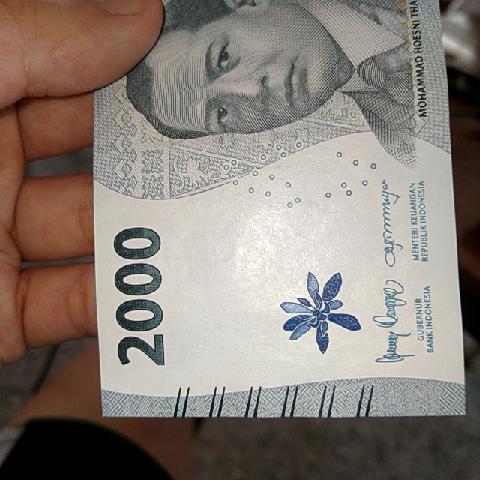 2000
MOHAMMAD HOESNI THA
MENTERI KEUANGAN
REPUBLIK INDONESIA
GUBERNUR
BANK INDONESIA